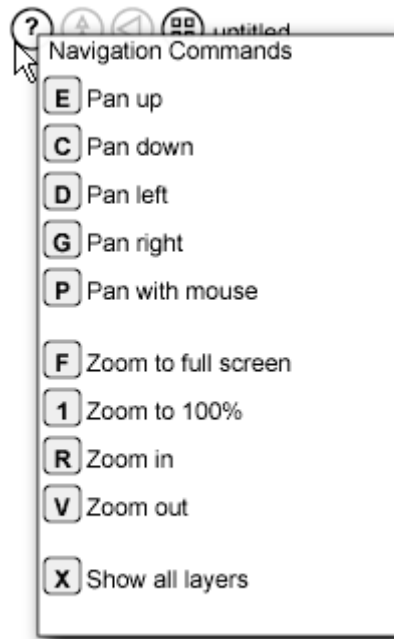 ? untitled
Navigation Commands
E Pan up
C Pan down
D Pan left
G Pan right
P Pan with mouse
F Zoom to full screen
1 Zoom to 100%
R Zoom in
V Zoom out
X Show all layers